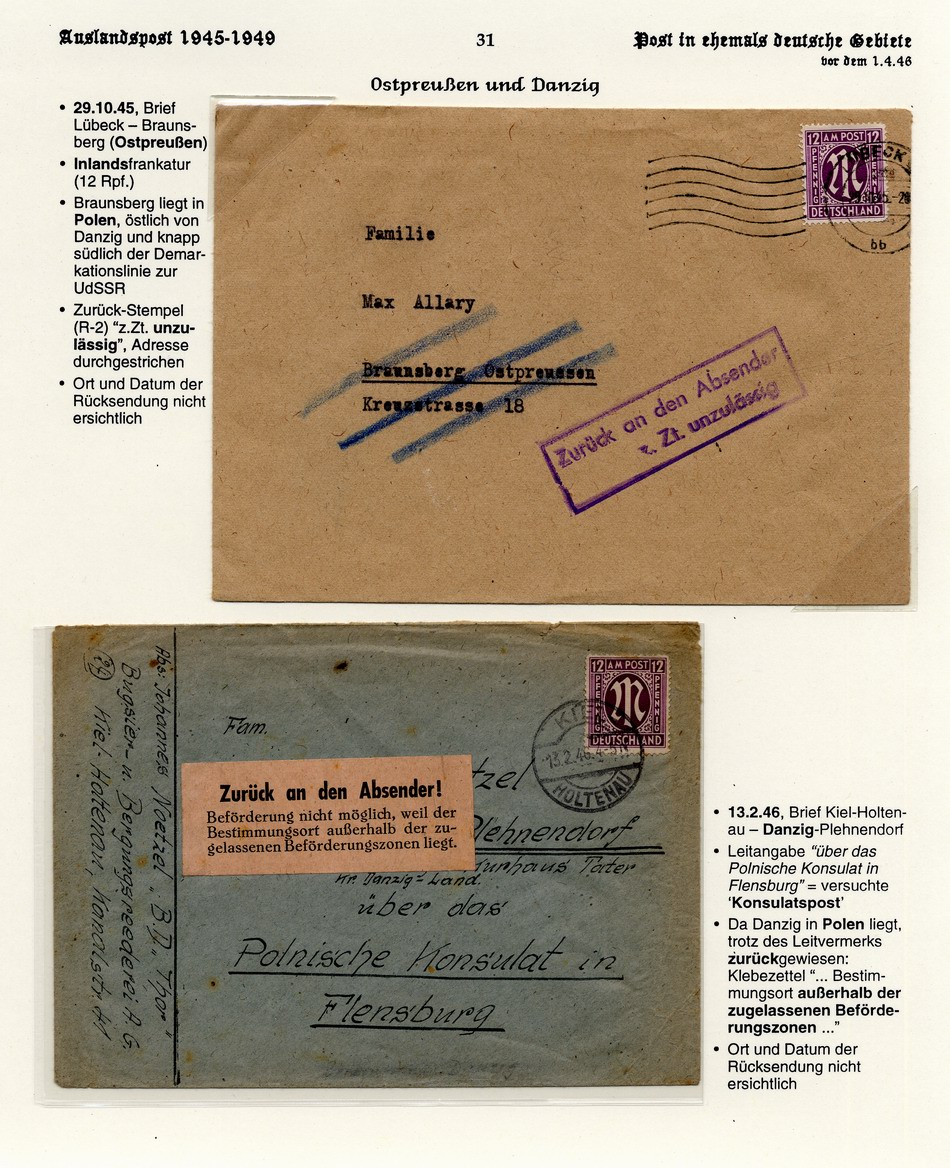 Auslandspost 1945-1949
31
Post in ehemals deutsche Gebiete
vor dem 1.4.46
Ostpreußen und Danzig
• 29.10.45, Brief
Lübeck – Brauns-
berg (Ostpreußen)
• Inlandsfrankatur
(12 Rpf.)
• Braunsberg liegt in
Polen, östlich von
Danzig und knapp
südlich der Demar-
kationslinie zur
UdSSR
• Zurück-Stempel
(R-2) “z.Zt. unzu-
lässig”, Adresse
durchgestrichen
• Ort und Datum der
Rücksendung nicht
ersichtlich
12 AM POST 12
PFENNIG
PFENNIG
M
DEUTSCHLAND
bb
Familie
Max Allary
Braunsberg Ostpreussen
Kreuzstrasse 18
Zurück an den Absender
z. Zt. unzulässig
Abs: Johannes Noetzel „B.D„ Thor"
Bugsier- u. Bergungsreederei A G.
(24) Kiel. Holtenau, Kanalstr.
12 AM POST 12
PFENNIG
PFENNIG
M
DEUTSCHLAND
KIEL
13.2.46
HOLTENAU
Fam.
tzel
Zurück an den Absender!
Beförderung nicht möglich, weil der
Bestimmungsort außerhalb der zu-
gelassenen Beförderungszonen liegt.
Plehnendorf
Kr. Danzig-Land.
über das
Polnische Konsulat in
Flensburg
• 13.2.46, Brief Kiel-Holten-
au – Danzig-Plehnendorf
• Leitangabe “über das
Polnische Konsulat in
Flensburg” = versuchte
‘Konsulatspost’
• Da Danzig in Polen liegt,
trotz des Leitvermerks
zurückgewiesen:
Klebezettel “... Bestim-
mungsort außerhalb der
zugelassenen Beförde-
rungszonen ...”
• Ort und Datum der
Rücksendung nicht
ersichtlich